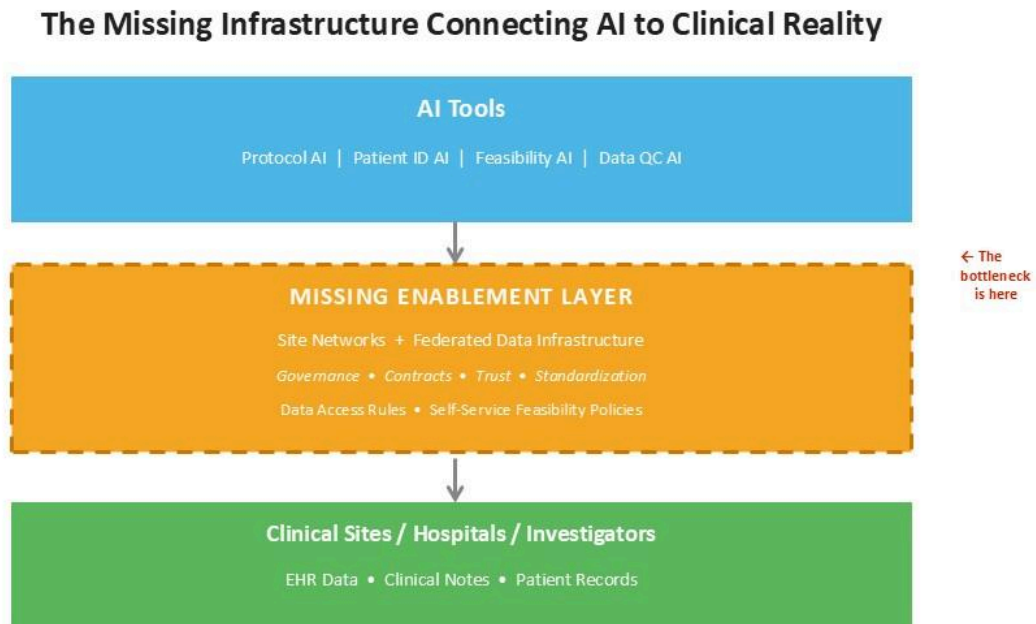 The Missing Infrastructure Connecting AI to Clinical Reality
AI Tools
Protocol AI | Patient ID AI | Feasibility AI | Data QC AI
← The
bottleneck
is here
MISSING ENABLEMENT LAYER
Site Networks + Federated Data Infrastructure
Governance • Contracts • Trust • Standardization
Data Access Rules • Self-Service Feasibility Policies
Clinical Sites / Hospitals / Investigators
EHR Data • Clinical Notes • Patient Records